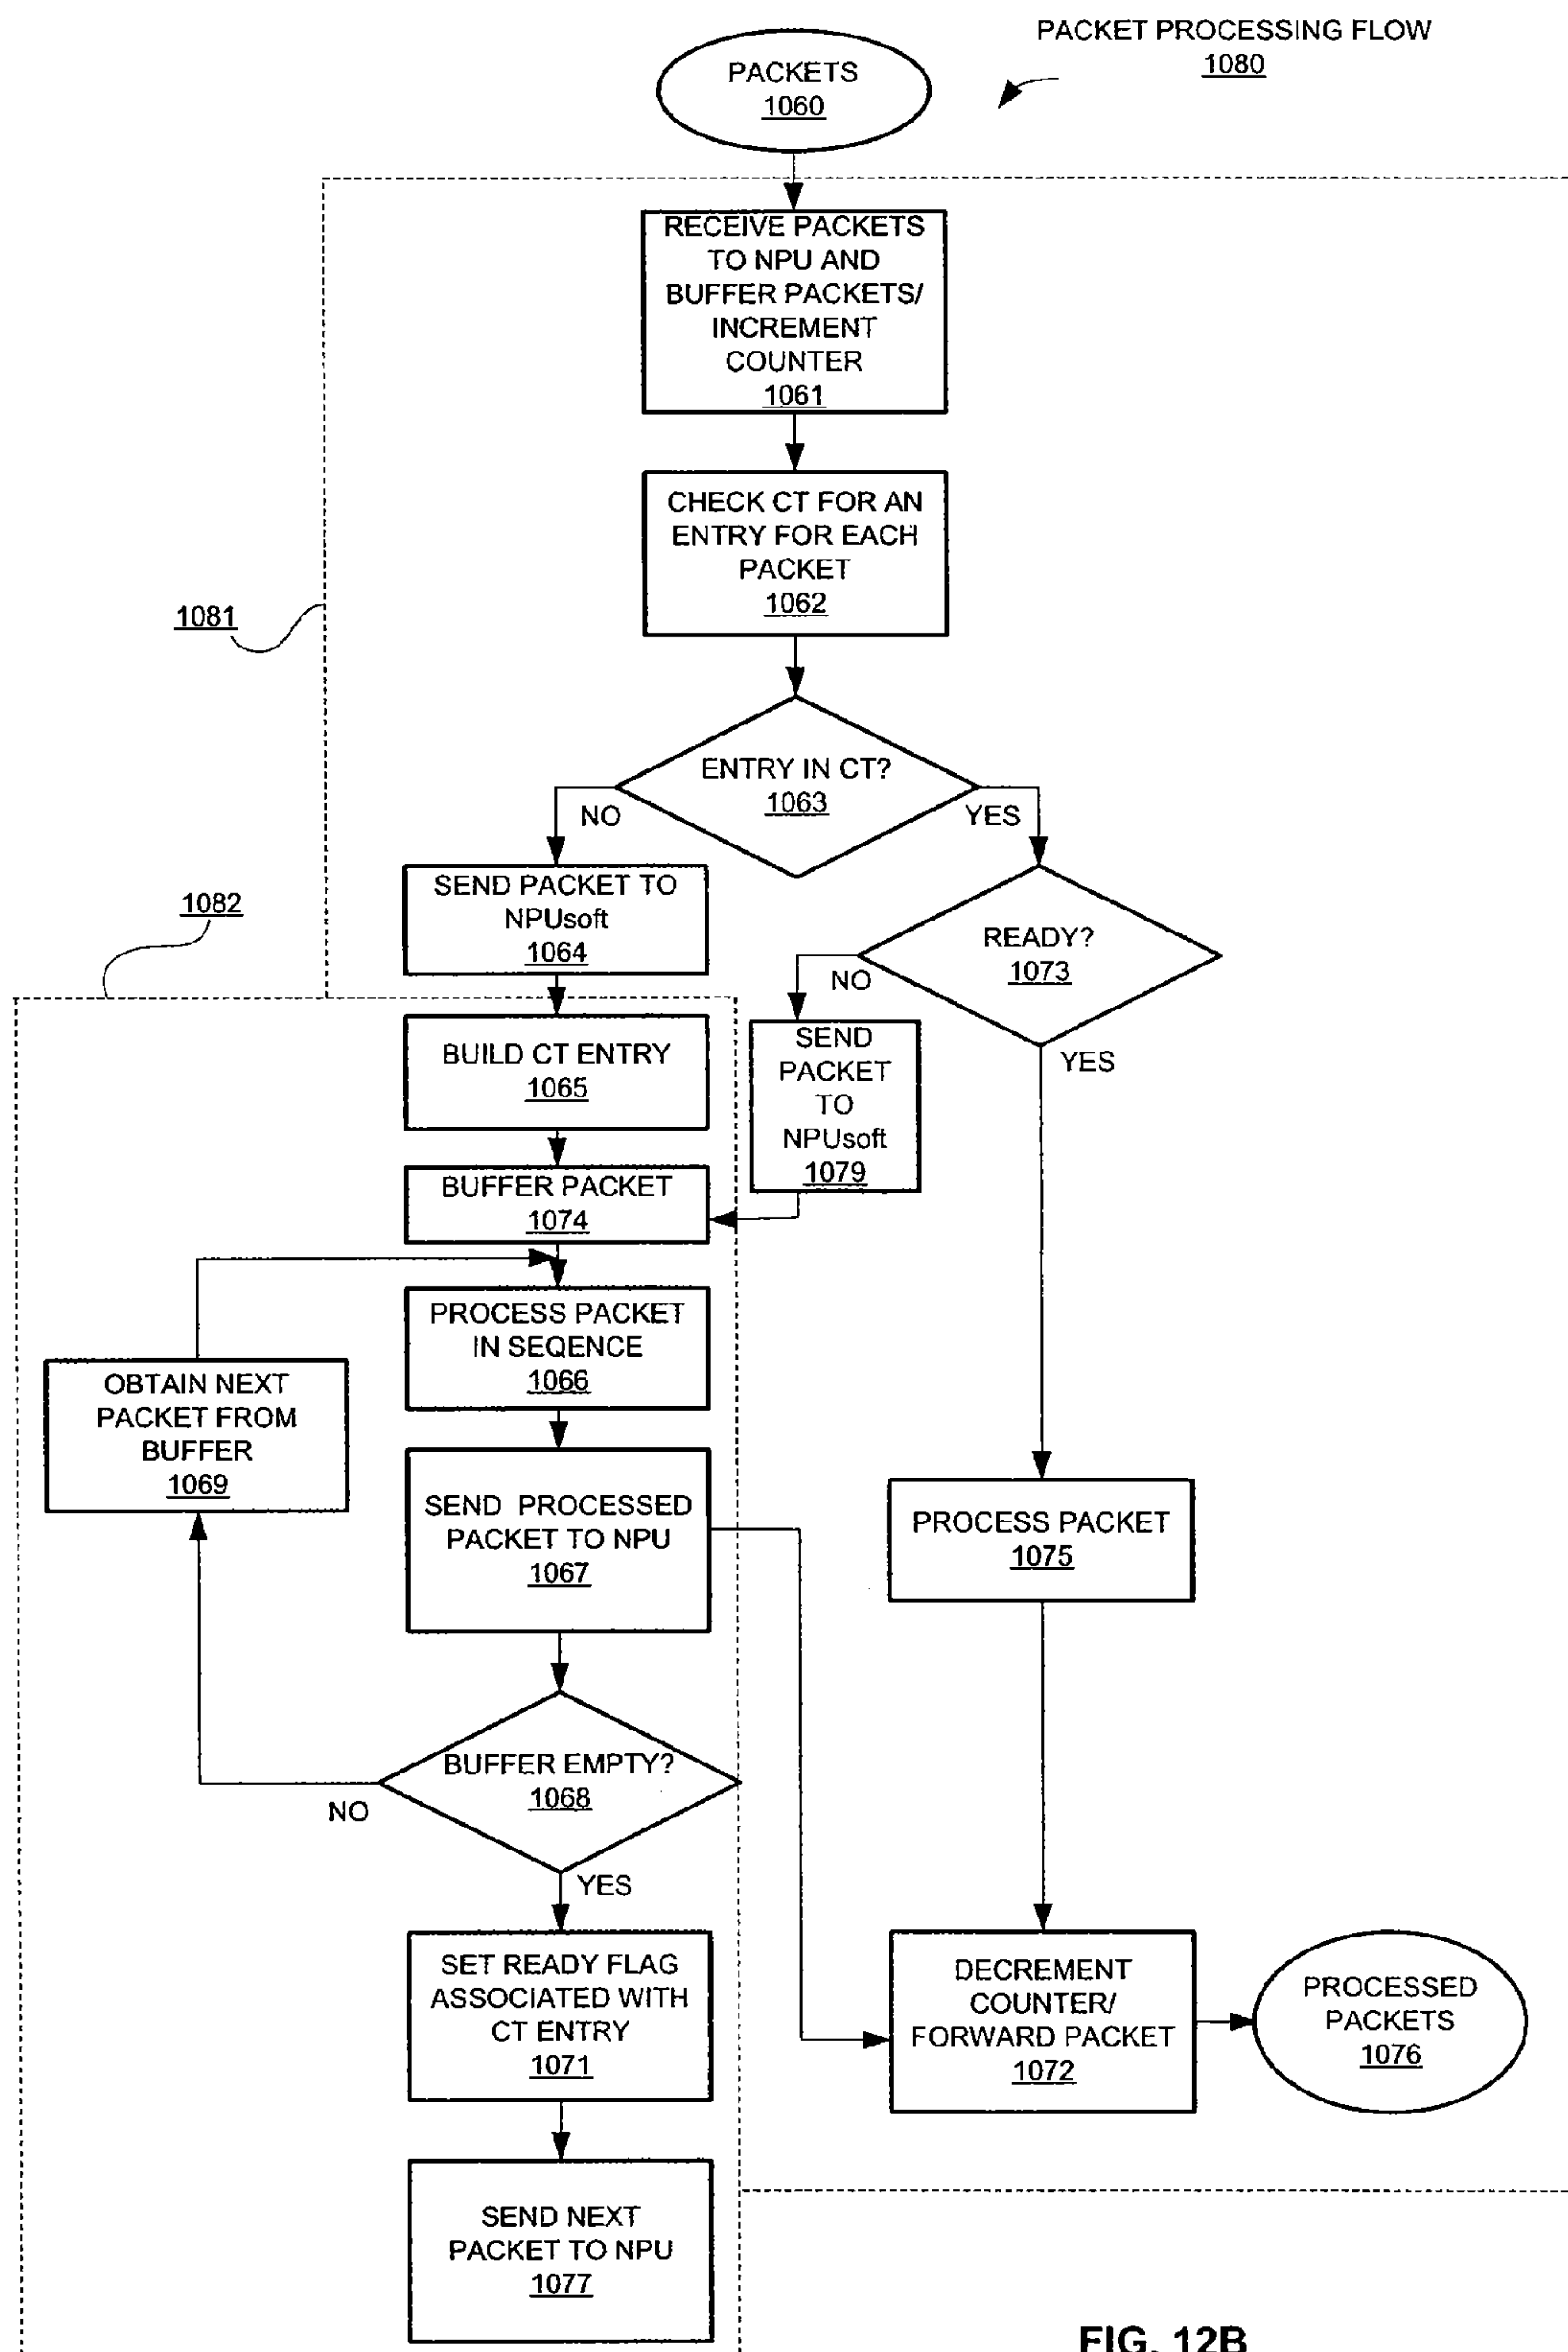 PACKET PROCESSING FLOW
1080
PACKETS
1060
RECEIVE PACKETS
TO NPU AND
BUFFER PACKETS/
INCREMENT
COUNTER
1061
CHECK CT FOR AN
ENTRY FOR EACH
PACKET
1062
1081
ENTRY IN CT?
1063
NO
YES
SEND PACKET TO
NPUsoft
1064
1082
READY?
1073
NO
YES
SEND
PACKET
TO
NPUsoft
1079
BUILD CT ENTRY
1065
BUFFER PACKET
1074
PROCESS PACKET
IN SEQENCE
1066
OBTAIN NEXT
PACKET FROM
BUFFER
1069
SEND PROCESSED
PACKET TO NPU
1067
PROCESS PACKET
1075
BUFFER EMPTY?
1068
NO
YES
SET READY FLAG
ASSOCIATED WITH
CT ENTRY
1071
DECREMENT
COUNTER/
FORWARD PACKET
1072
PROCESSED
PACKETS
1076
SEND NEXT
PACKET TO NPU
1077
FIG. 12B